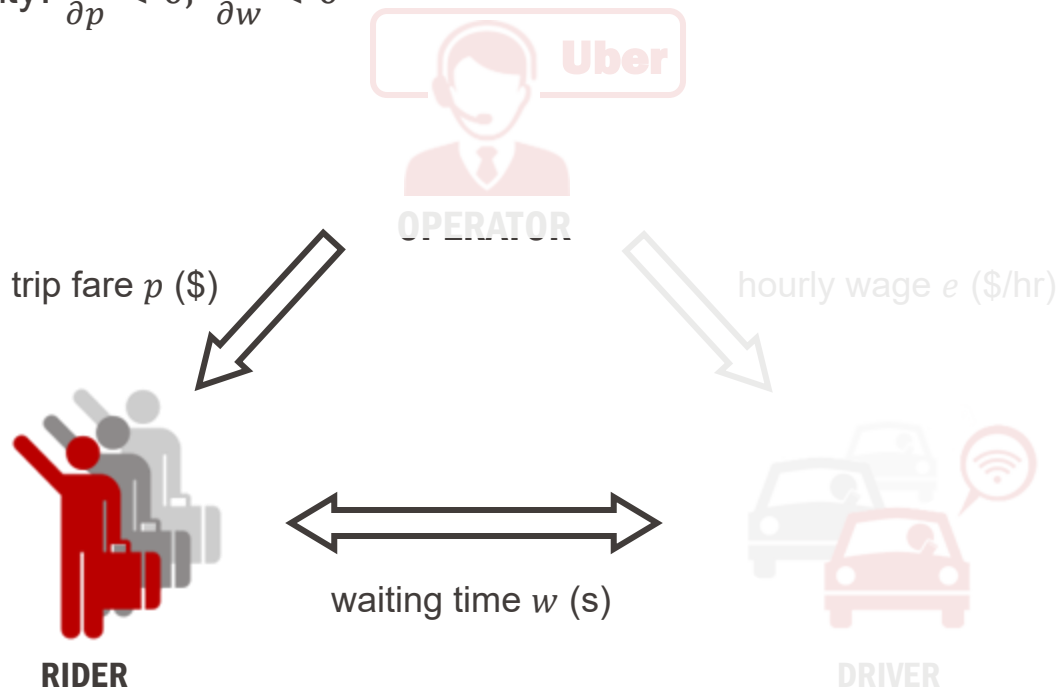 ∂p ∂w
Uber
OPERATOR
trip fare p ($)
hourly wage e ($/hr)
waiting time w (s)
RIDER
DRIVER